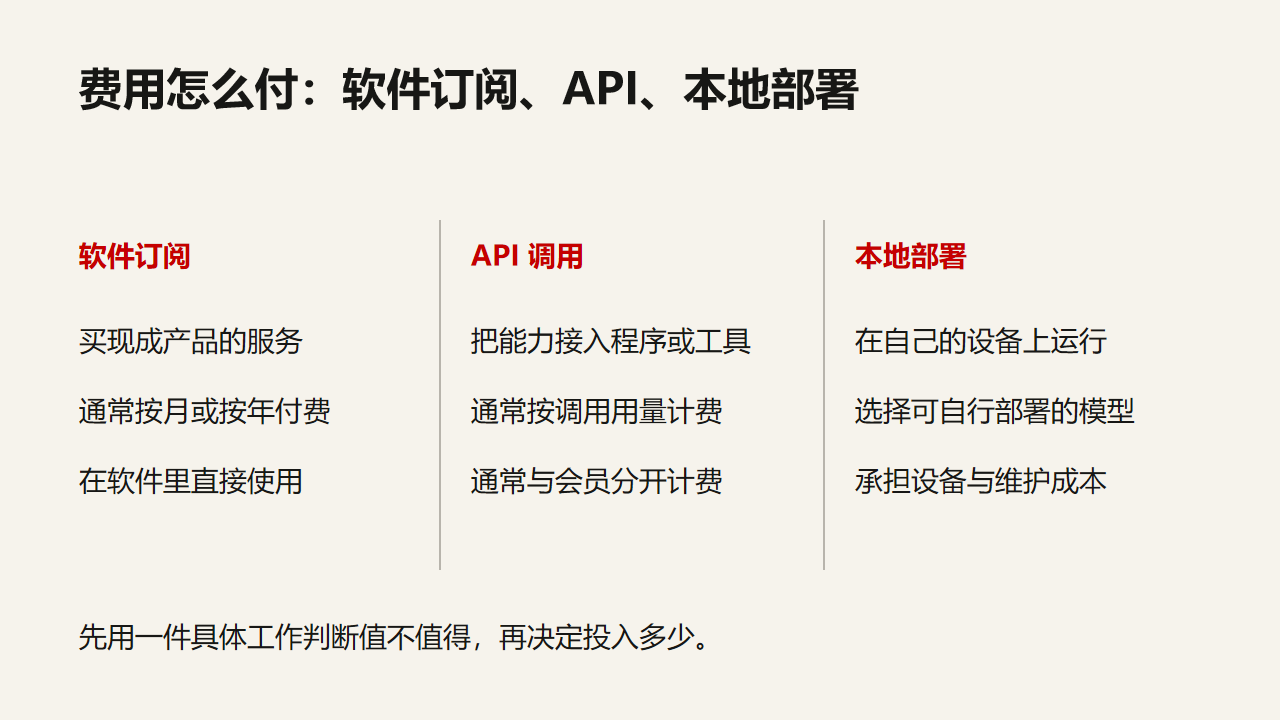 费用怎么付：软件订阅、API、本地部署
软件订阅
买现成产品的服务
通常按月或按年付费
在软件里直接使用
API 调用
把能力接入程序或工具
通常按调用用量计费
通常与会员分开计费
本地部署
在自己的设备上运行
选择可自行部署的模型
承担设备与维护成本
先用一件具体工作判断值不值得，再决定投入多少。